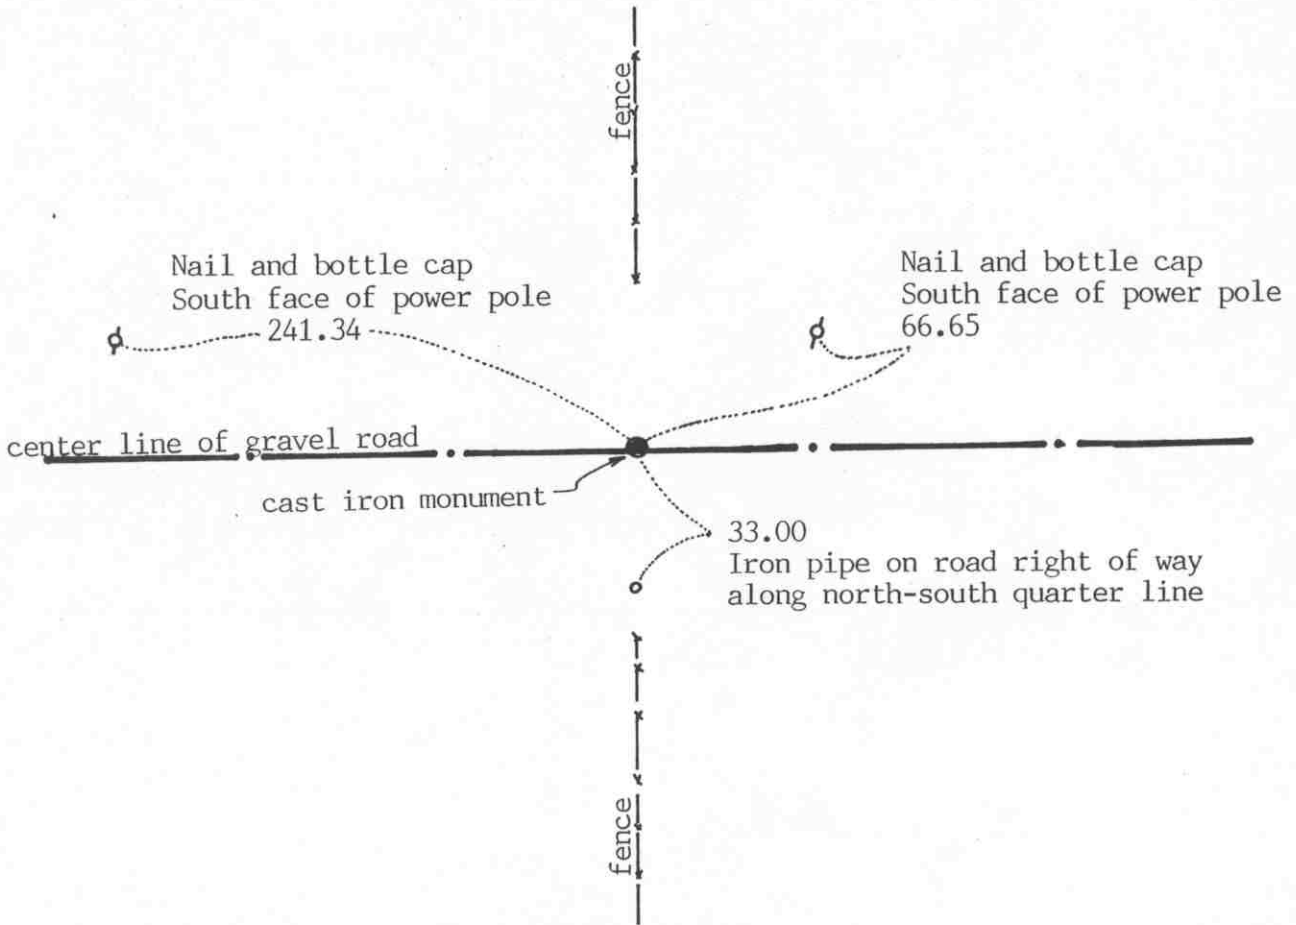 fence
Nail and bottle cap
South face of power pole
241.34
Nail and bottle cap
South face of power pole
66.65
center line of gravel road
cast iron monument
33.00
Iron pipe on road right of way
along north-south quarter line
fence